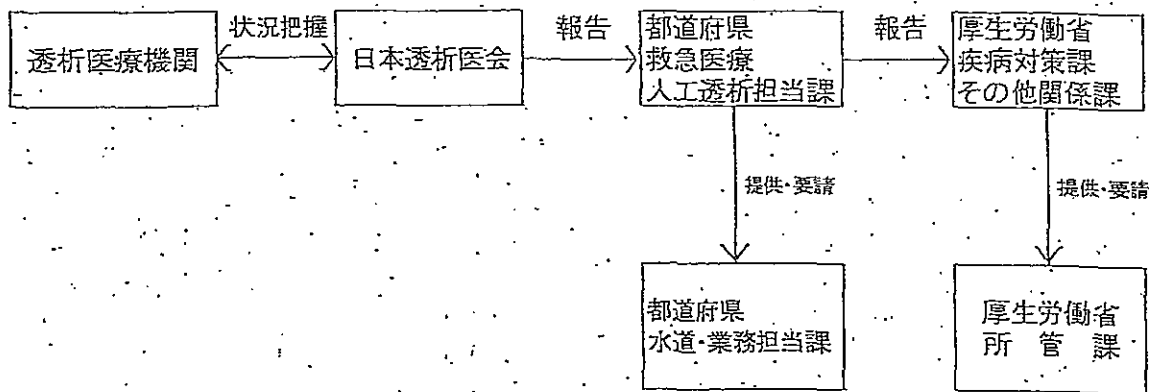 透析医療機関
状況把握
日本透析医会
報告
都道府県
救急医療
人工透析担当課
報告
厚生労働省
疾病対策課
その他関係課
提供・要請
提供・要請
都道府県
水道・業務担当課
厚生労働省
所管課